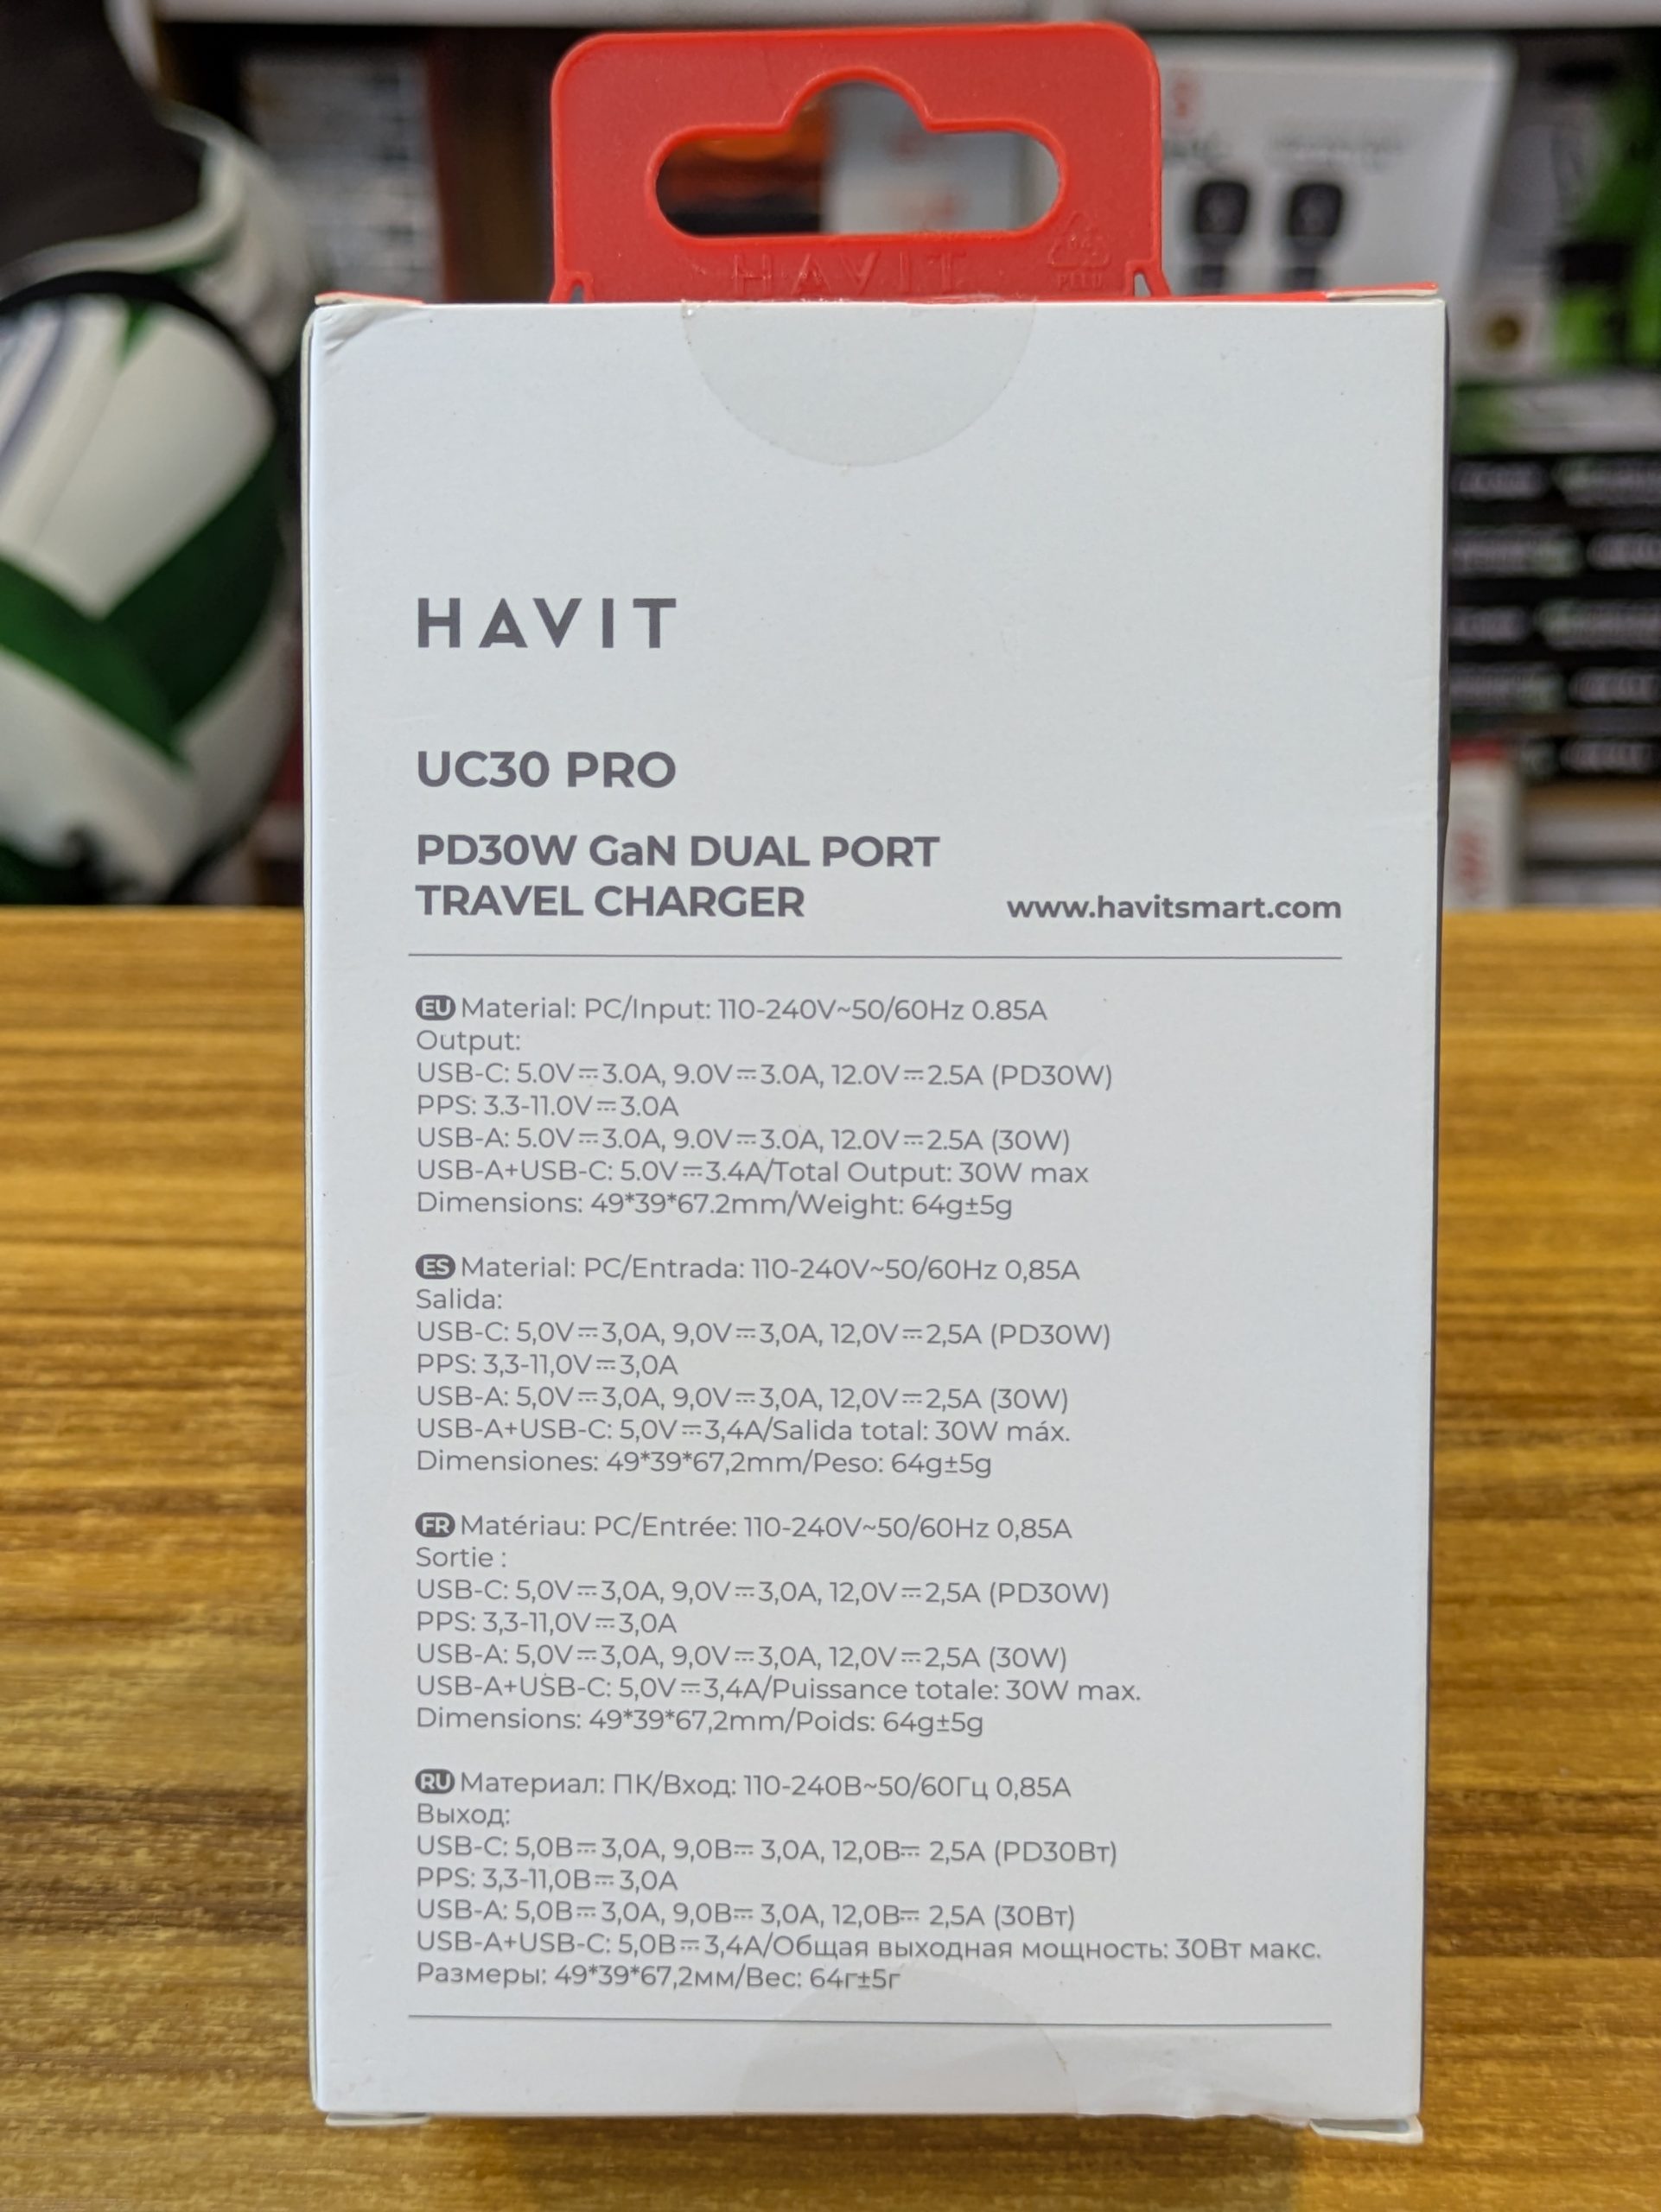 HAVIT
HAVIT
UC30 PRO
PD30W GaN DUAL PORT
TRAVEL CHARGER
www.havitsmart.com
EU Material: PC/Input: 110-240V~50/60Hz 0.85A
Output:
USB-C: 5.0V⎓3.0A, 9.0V⎓3.0A, 12.0V⎓2.5A (PD30W)
PPS: 3.3-11.0V⎓3.0A
USB-A: 5.0V⎓3.0A, 9.0V⎓3.0A, 12.0V⎓2.5A (30W)
USB-A+USB-C: 5.0V⎓3.4A/Total Output: 30W max
Dimensions: 49*39*67.2mm/Weight: 64g±5g
ES Material: PC/Entrada: 110-240V~50/60Hz 0,85A
Salida:
USB-C: 5,0V⎓3,0A, 9,0V⎓3,0A, 12,0V⎓2,5A (PD30W)
PPS: 3,3-11,0V⎓3,0A
USB-A: 5,0V⎓3,0A, 9,0V⎓3,0A, 12,0V⎓2,5A (30W)
USB-A+USB-C: 5,0V⎓3,4A/Salida total: 30W máx.
Dimensiones: 49*39*67,2mm/Peso: 64g±5g
FR Matériau: PC/Entrée: 110-240V~50/60Hz 0,85A
Sortie :
USB-C: 5,0V⎓3,0A, 9,0V⎓3,0A, 12,0V⎓2,5A (PD30W)
PPS: 3,3-11,0V⎓3,0A
USB-A: 5,0V⎓3,0A, 9,0V⎓3,0A, 12,0V⎓2,5A (30W)
USB-A+USB-C: 5,0V⎓3,4A/Puissance totale: 30W max.
Dimensions: 49*39*67,2mm/Poids: 64g±5g
RU Материал: ПК/Вход: 110-240В~50/60Гц 0,85А
Выход:
USB-C: 5,0В⎓3,0А, 9,0В⎓ 3,0А, 12,0В⎓ 2,5А (PD30Вт)
PPS: 3,3-11,0В⎓3,0А
USB-A: 5,0В⎓3,0А, 9,0В⎓ 3,0А, 12,0В⎓ 2,5А (30Вт)
USB-A+USB-C: 5,0В⎓3,4А/Общая выходная мощность: 30Вт макс.
Размеры: 49*39*67,2мм/Вес: 64г±5г